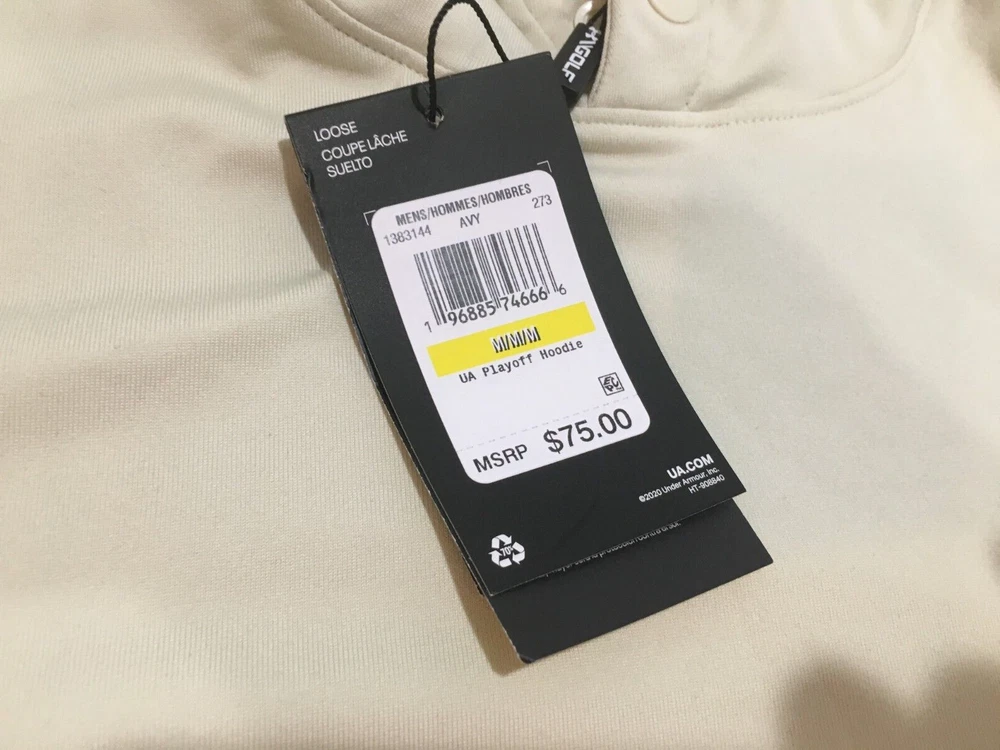 GOLF
LOOSE
COUPE LÂCHE
SUELTO
MENS/HOMMES/HOMBRES
1383144 AVY 273
1 96885 74666 6
M/M/M
UA Playoff Hoodie
MSRP $75.00
UA.COM
©2020 Under Armour, Inc.
HT-908840
70%